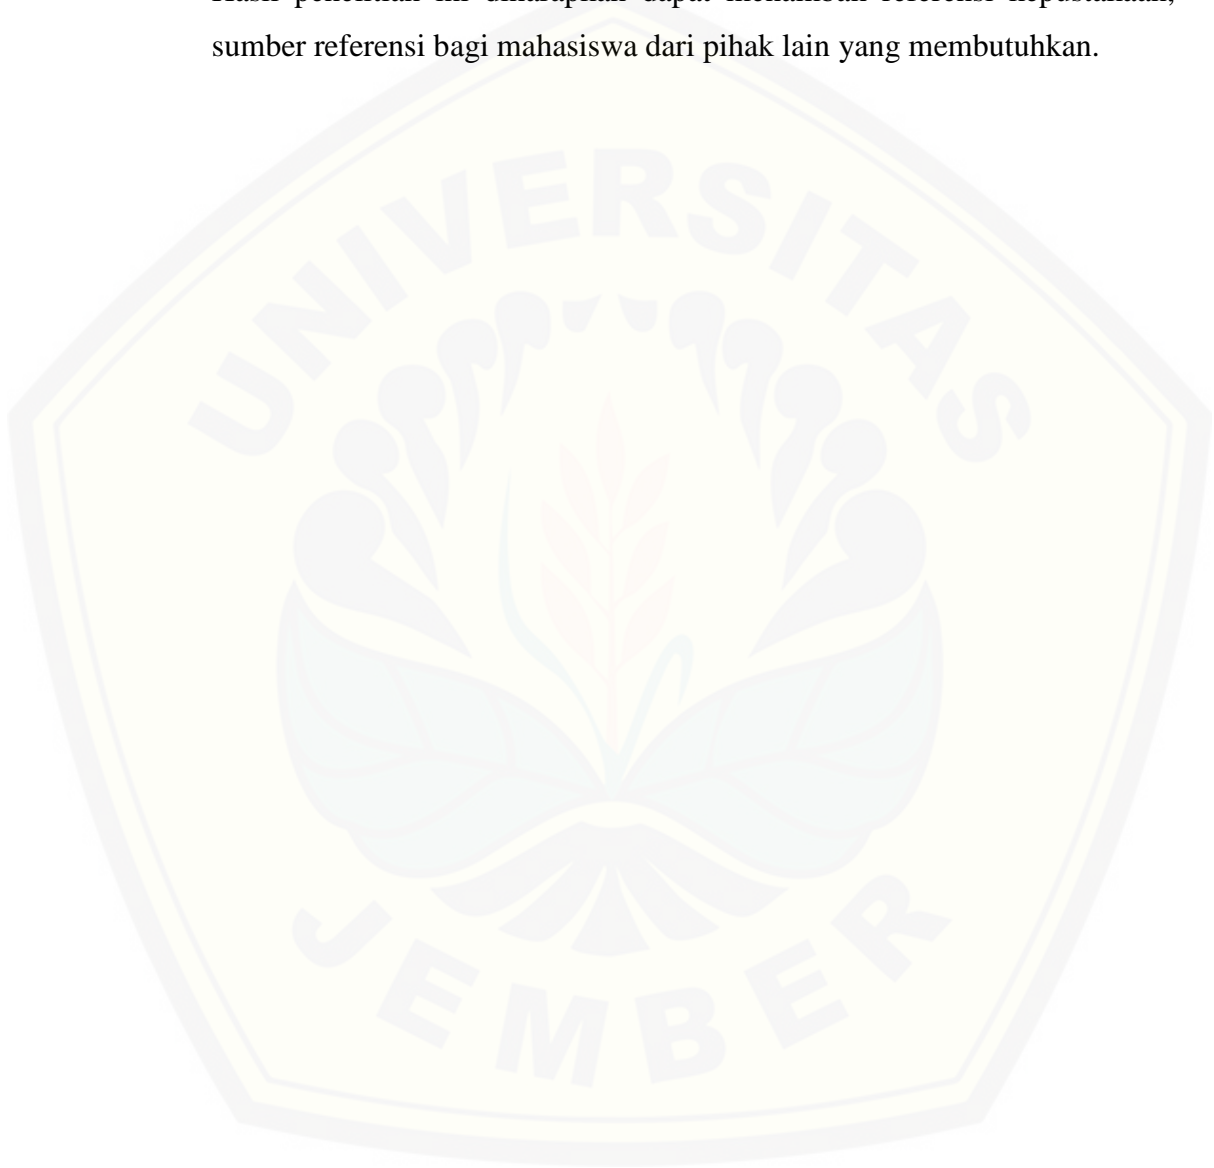 Hasil penelitian ini diharapkan dapat menambah referensi kepustakaan,
sumber referensi bagi mahasiswa dari pihak lain yang membutuhkan.
UNIVERSITAS
JEMBER